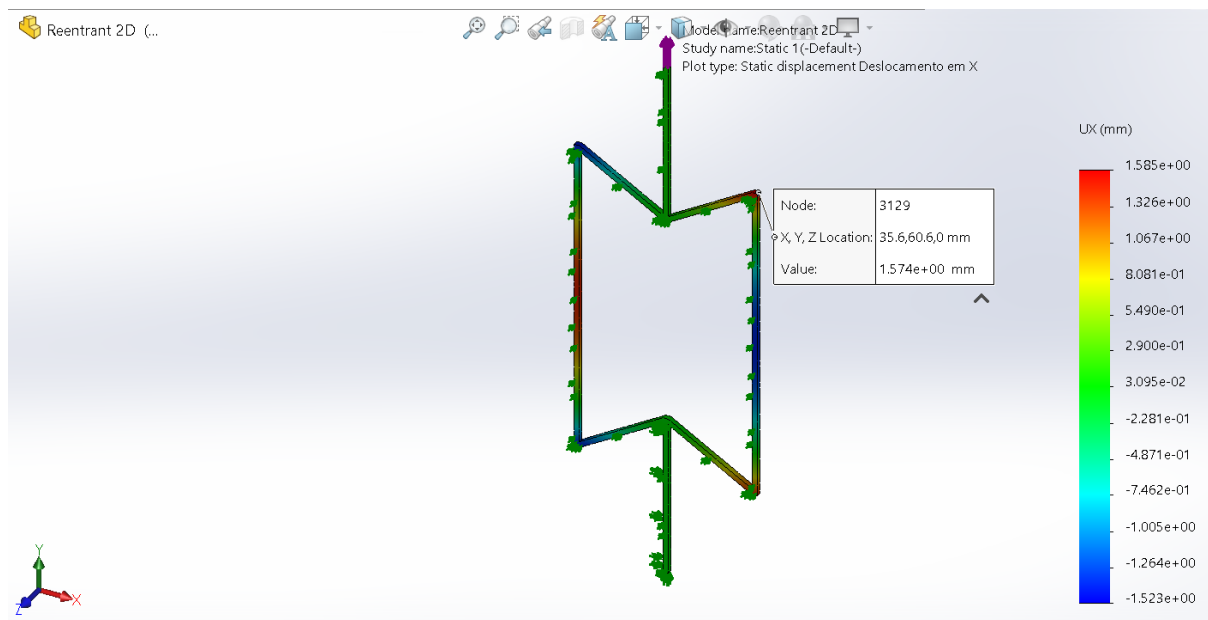 Reentrant 2D (...
Model name:Reentrant 2D
Study name:Static 1(-Default-)
Plot type: Static displacement Deslocamento em X
UX (mm)
1.585e+00
1.326e+00
1.067e+00
8.081e-01
5.490e-01
2.900e-01
3.095e-02
-2.281e-01
-4.871e-01
-7.462e-01
-1.005e+00
-1.264e+00
-1.523e+00
Node: 3129
X, Y, Z Location: 35.6,60.6,0 mm
Value: 1.574e+00 mm
Y
X
Z